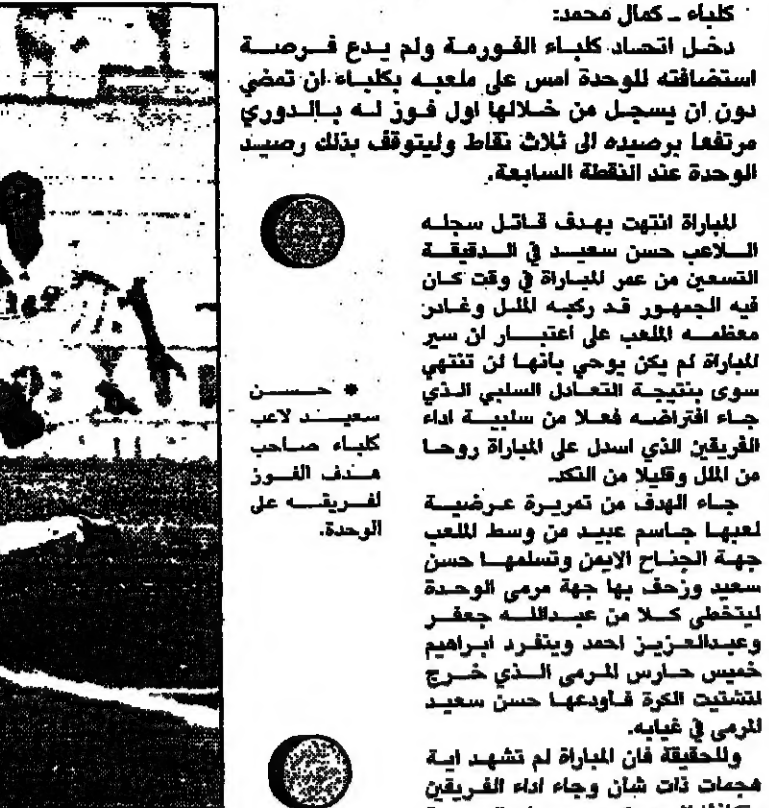 كلباء ـ كمال محمد:
دخل اتحاد كلباء الفورمة ولم يدع فرصة
استضافته للوحدة امس على ملعبه بكلباء ان تمضي
دون ان يسجل من خلالها اول فوز له بالدوري
مرتفعا برصيده الى ثلاث نقاط وليتوقف بذلك رصيد
الوحدة عند النقطة السابعة.
المباراة انتهت بهدف قاتل سجله
اللاعب حسن سعيد في الدقيقة
التسعين من عمر المباراة في وقت كان
فيه الجمهور قد ركبه الملل وغادر
معظمه الملعب على اعتبار ان سير
المباراة لم يكن يوحي بأنها لن تنتهي
سوى بنتيجة التعادل السلبي الذي
جاء افتراضه فعلا من سلبية اداء
الفريقين الذي اسدل على المباراة روحا
من الملل وقليلا من النكد.
جاء الهدف من تمريرة عرضية
لعبها جاسم عبيد من وسط الملعب
جهة الجناح الايمن وتسلمها حسن
سعيد وزحف بها جهة مرمى الوحدة
ليتخطى كلا من عبدالله جعفر
وعبدالعزيز احمد وينفرد ابراهيم
خميس حارس المرمى الذي خرج
لتشتيت الكرة فأودعها حسن سعيد
المرمى في غيابه.
وللحقيقة فان المباراة لم تشهد اية
هجمات ذات شأن وجاء اداء الفريقين
* حسن
سعيد لاعب
كلباء صاحب
هدف الفوز
لفريقه على
الوحدة.